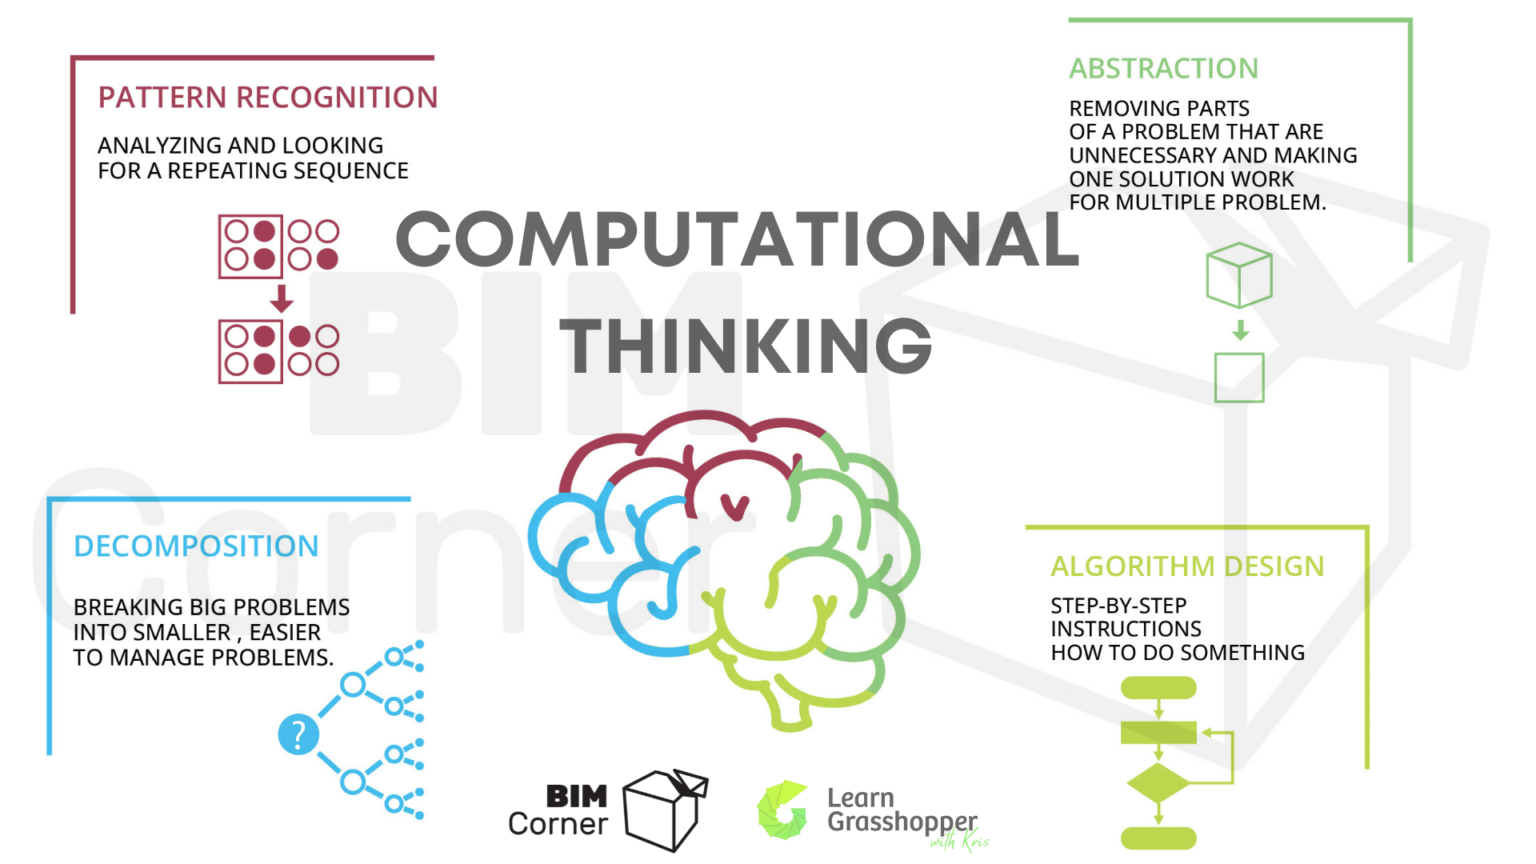 PATTERN RECOGNITION
ANALYZING AND LOOKING
FOR A REPEATING SEQUENCE
ABSTRACTION
REMOVING PARTS
OF A PROBLEM THAT ARE
UNNECESSARY AND MAKING
ONE SOLUTION WORK
FOR MULTIPLE PROBLEM.
COMPUTATIONAL
THINKING
BIM
Corner
DECOMPOSITION
BREAKING BIG PROBLEMS
INTO SMALLER , EASIER
TO MANAGE PROBLEMS.
?
ALGORITHM DESIGN
STEP-BY-STEP
INSTRUCTIONS
HOW TO DO SOMETHING
BIM
Corner
Learn
Grasshopper
with Kris